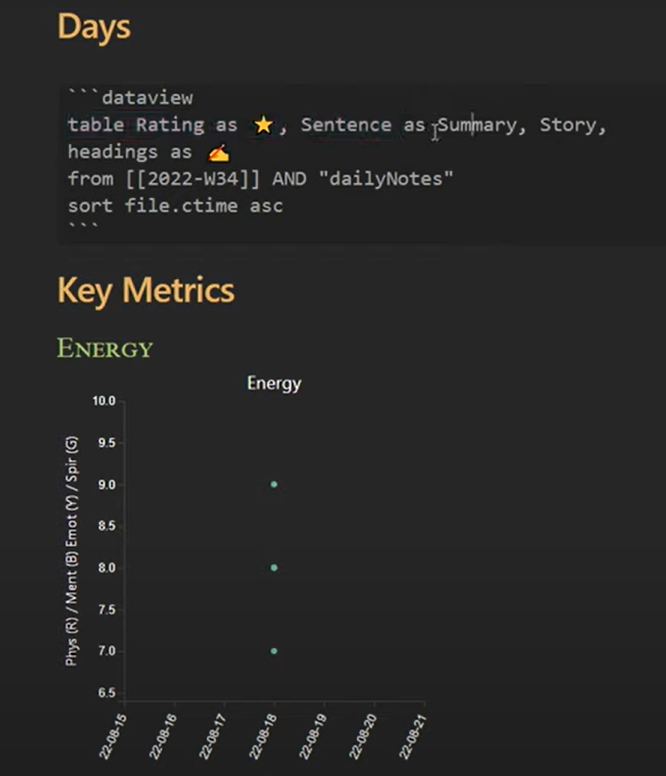 Days
```dataview
table Rating as ⭐, Sentence as Summary, Story,
headings as ✍️
from [[2022-W34]] AND "dailyNotes"
sort file.ctime asc
```
Key Metrics
ENERGY
Energy
Phys (R) / Ment (B) Emot (Y) / Spir (G)
10.0
9.5
9.0
8.5
8.0
7.5
7.0
6.5
22-08-15
22-08-16
22-08-17
22-08-18
22-08-19
22-08-20
22-08-21